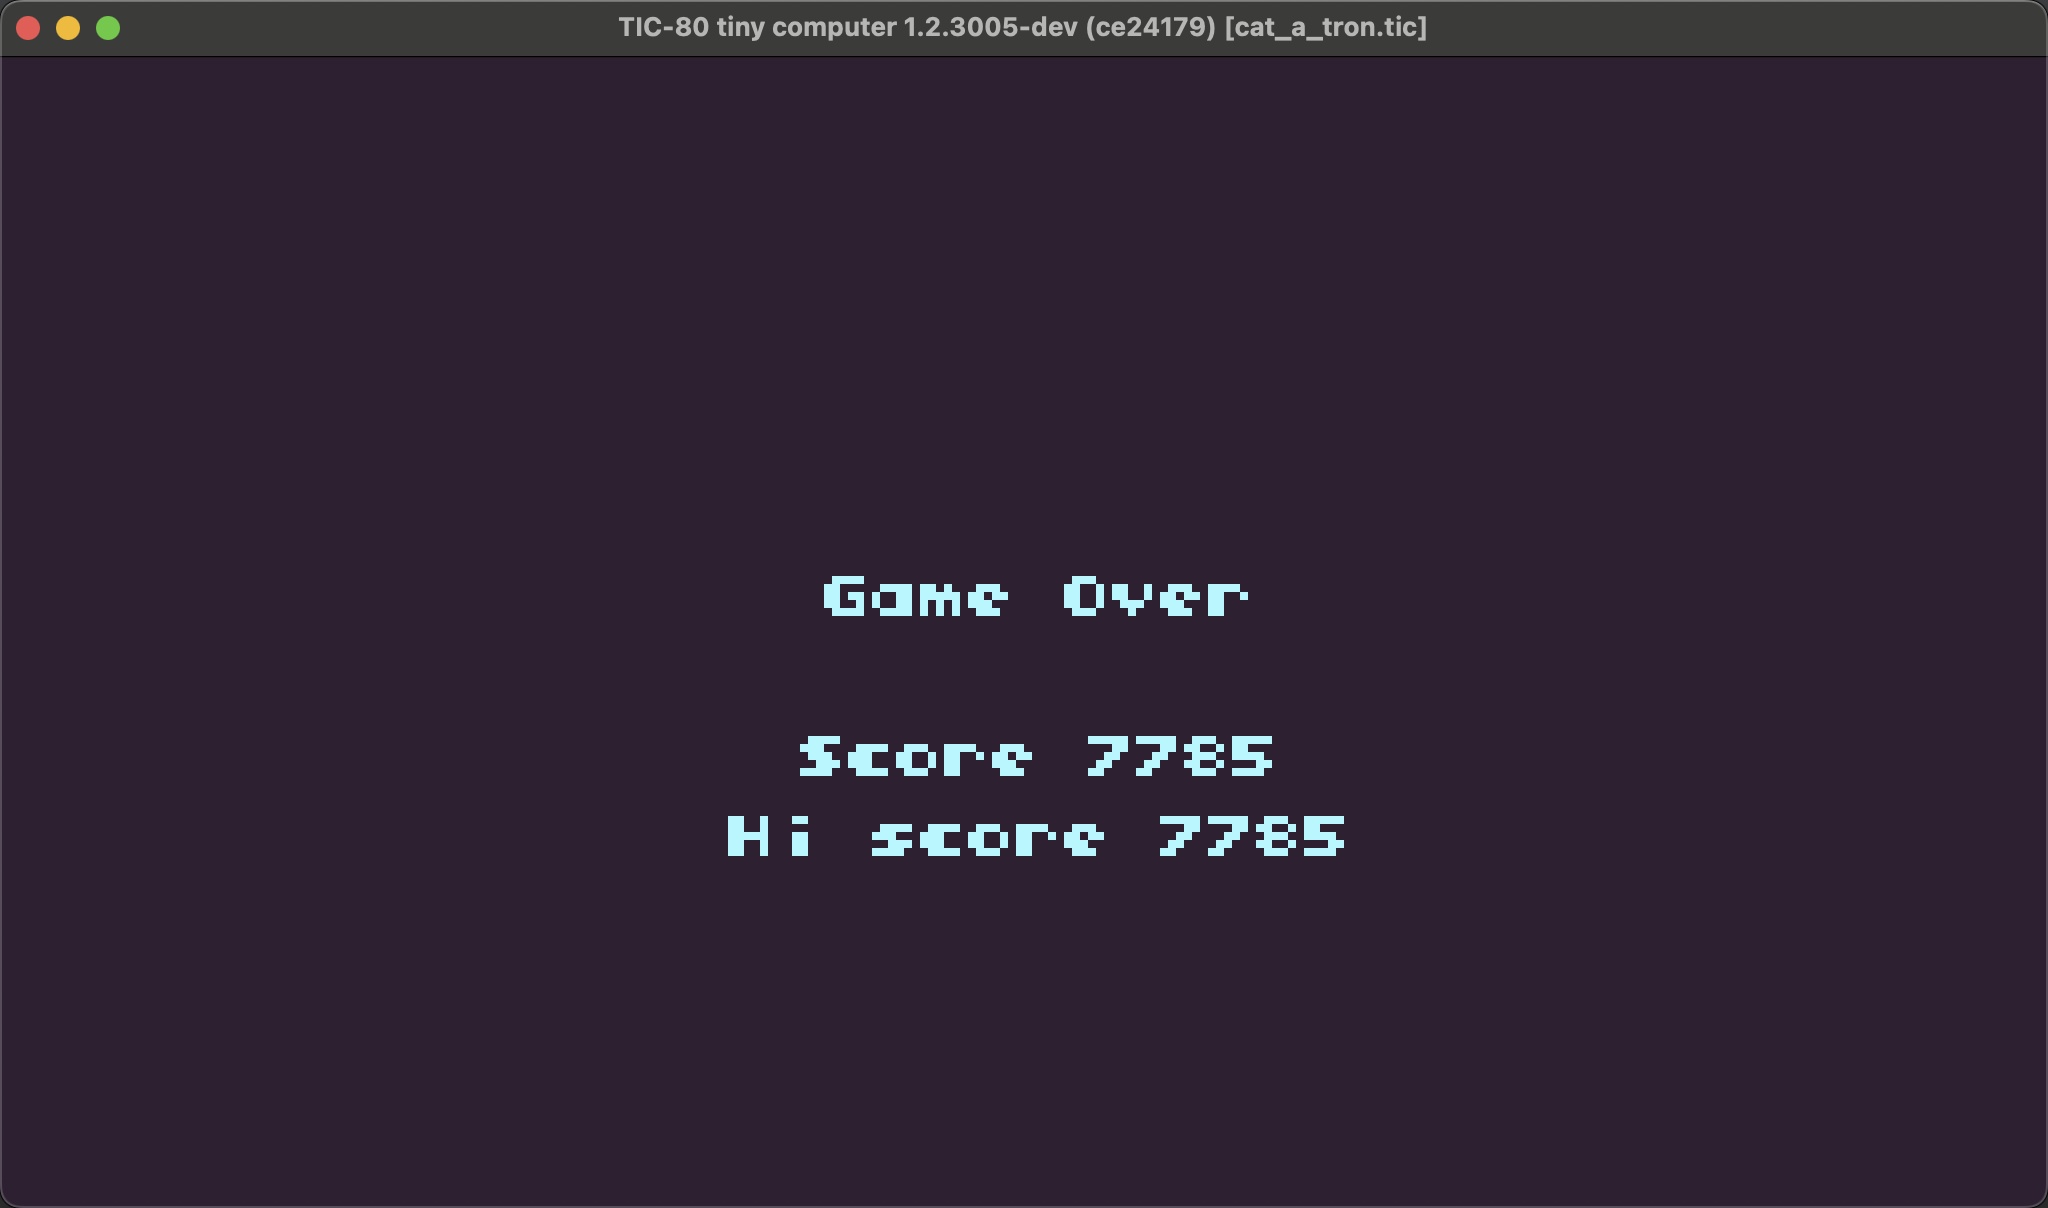 TIC-80 tiny computer 1.2.3005-dev (ce24179) [cat_a_tron.tic]
Game Over
Score 7785
Hi score 7785